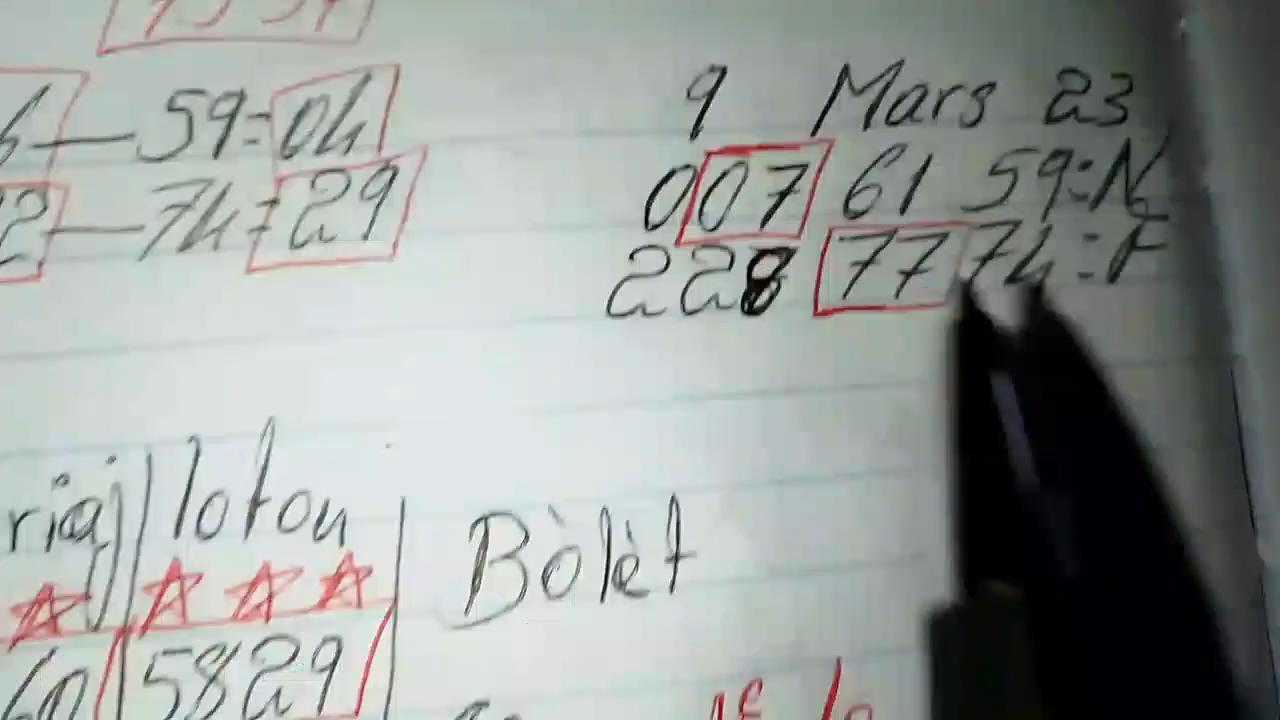 59=04
74=29
9 Mars 23
007 61 59=N
228 77 74=F
riaj lotou
Bòlèt
5829